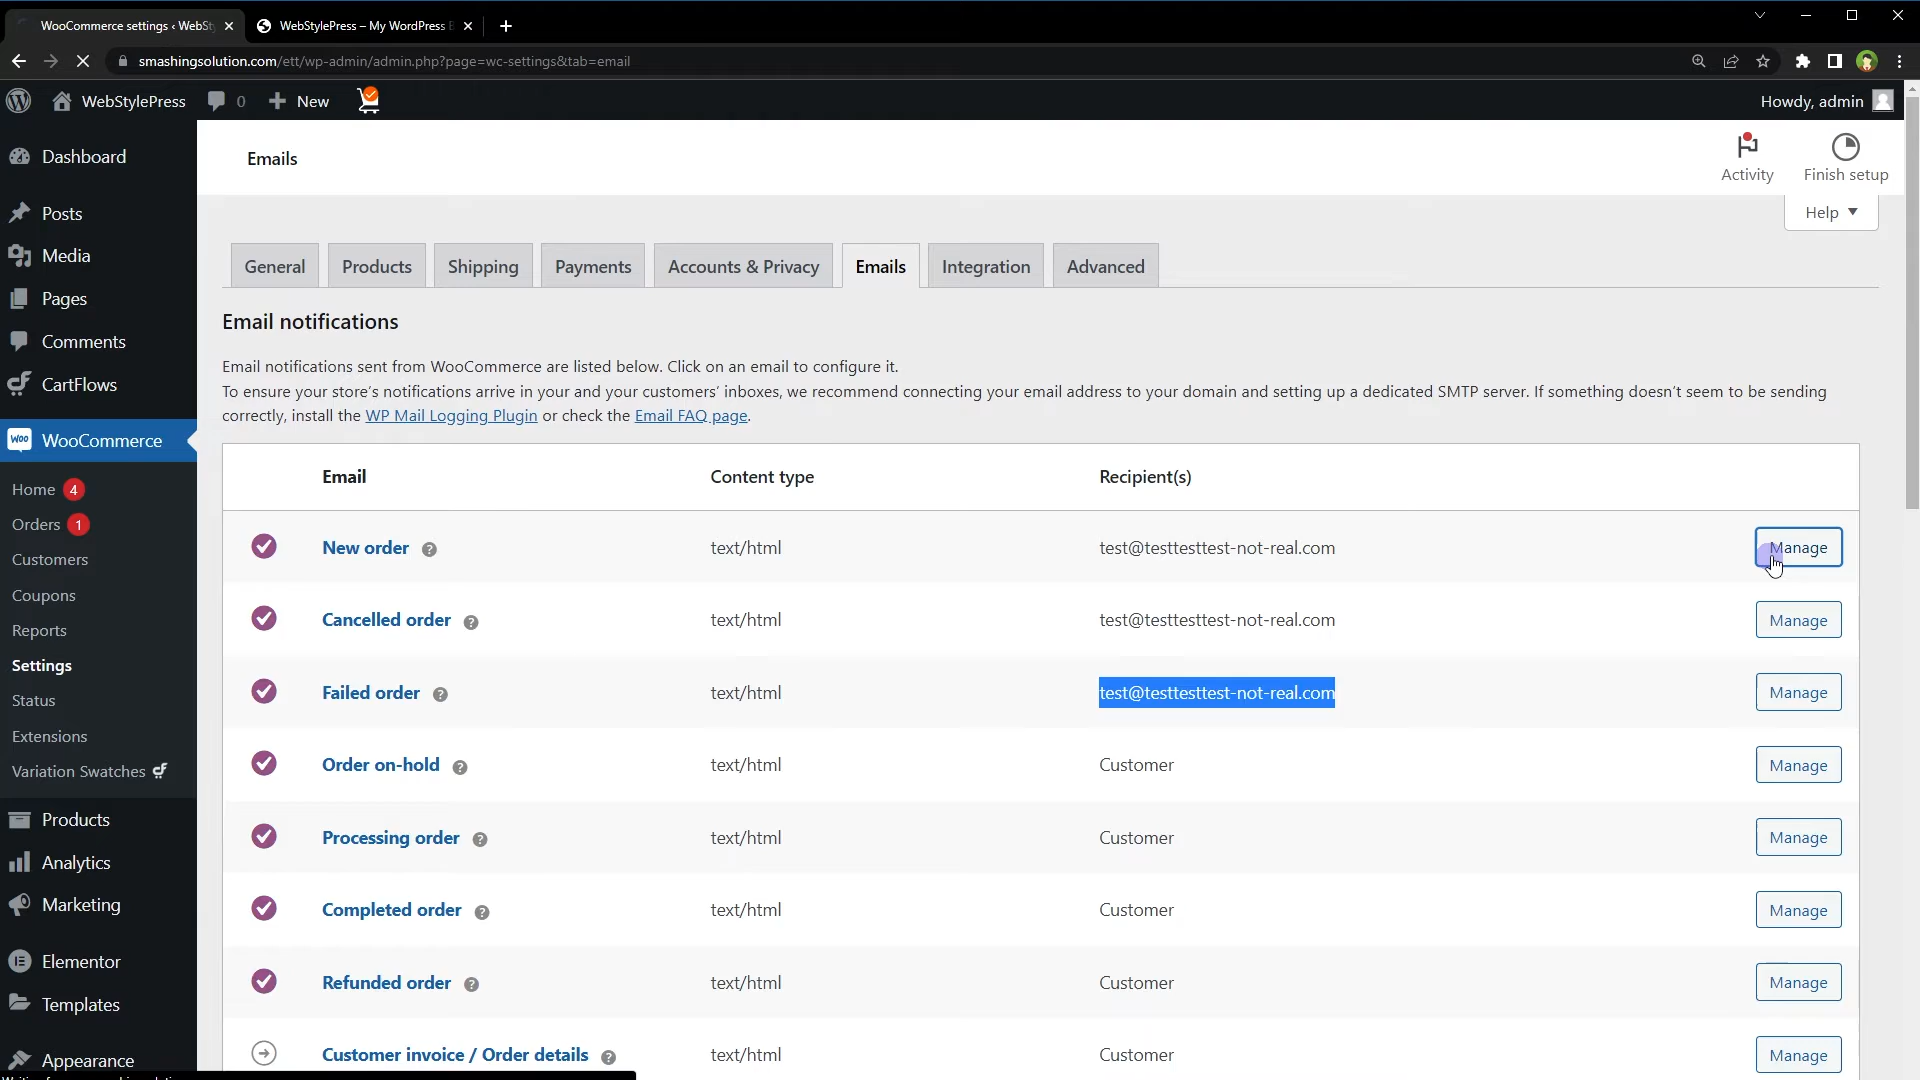 WooCommerce settings ‹ WebSt
WebStylePress – My WordPress
smashingsolution.com/ett/wp-admin/admin.php?page=wc-settings&tab=email
WebStylePress
0
New
Howdy, admin
Dashboard
Posts
Media
Pages
Comments
CartFlows
Woo
WooCommerce
Home 4
Orders 1
Customers
Coupons
Reports
Settings
Status
Extensions
Variation Swatches
Products
Analytics
Marketing
Elementor
Templates
Appearance
Emails
Activity
Finish setup
Help
General
Products
Shipping
Payments
Accounts & Privacy
Emails
Integration
Advanced
Email notifications
Email notifications sent from WooCommerce are listed below. Click on an email to configure it.
To ensure your store's notifications arrive in your and your customers' inboxes, we recommend connecting your email address to your domain and setting up a dedicated SMTP server. If something doesn't seem to be sending
correctly, install the WP Mail Logging Plugin or check the Email FAQ page.
Email Content type Recipient(s)
New order ? text/html test@testtesttest-not-real.com Manage
Cancelled order ? text/html test@testtesttest-not-real.com Manage
Failed order ? text/html test@testtesttest-not-real.com Manage
Order on-hold ? text/html Customer Manage
Processing order ? text/html Customer Manage
Completed order ? text/html Customer Manage
Refunded order ? text/html Customer Manage
Customer invoice / Order details ? text/html Customer Manage